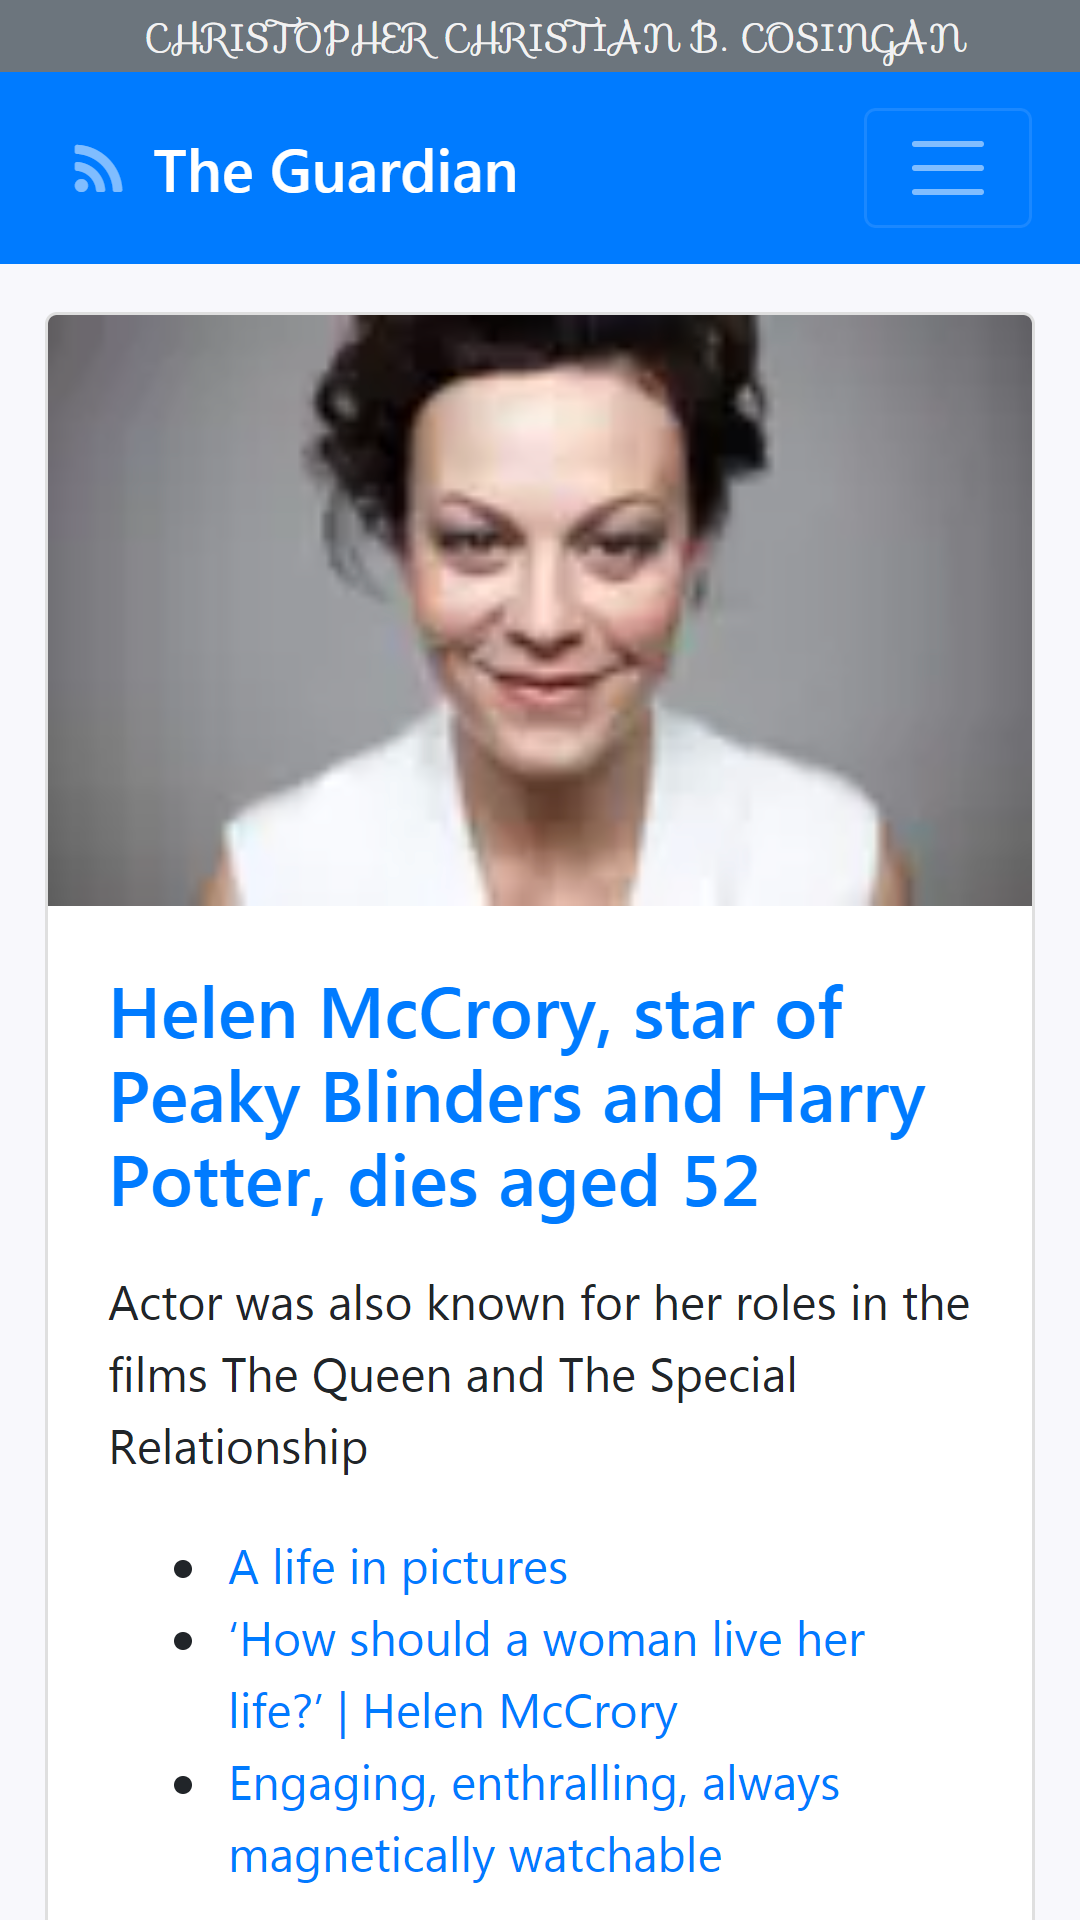 CHRISTOPHER CHRISTIAN B. COSINGAN
The Guardian
Helen McCrory, star of
Peaky Blinders and Harry
Potter, dies aged 52
Actor was also known for her roles in the
films The Queen and The Special
Relationship
• A life in pictures
• ‘How should a woman live her
life?’ | Helen McCrory
• Engaging, enthralling, always
magnetically watchable